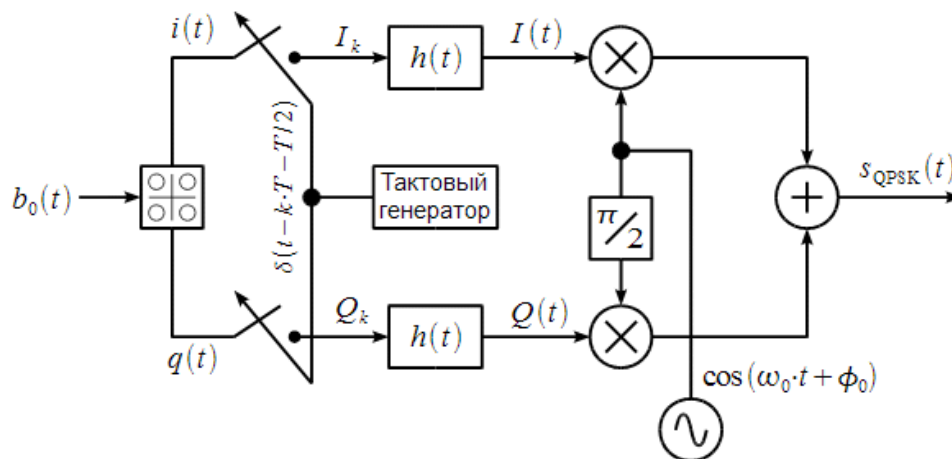 i(t)
I_k
h(t)
I(t)
b_0(t)
δ(t−k·T−T/2)
Тактовый
генератор
π/2
s_QPSK(t)
q(t)
Q_k
h(t)
Q(t)
cos(ω_0·t+ϕ_0)